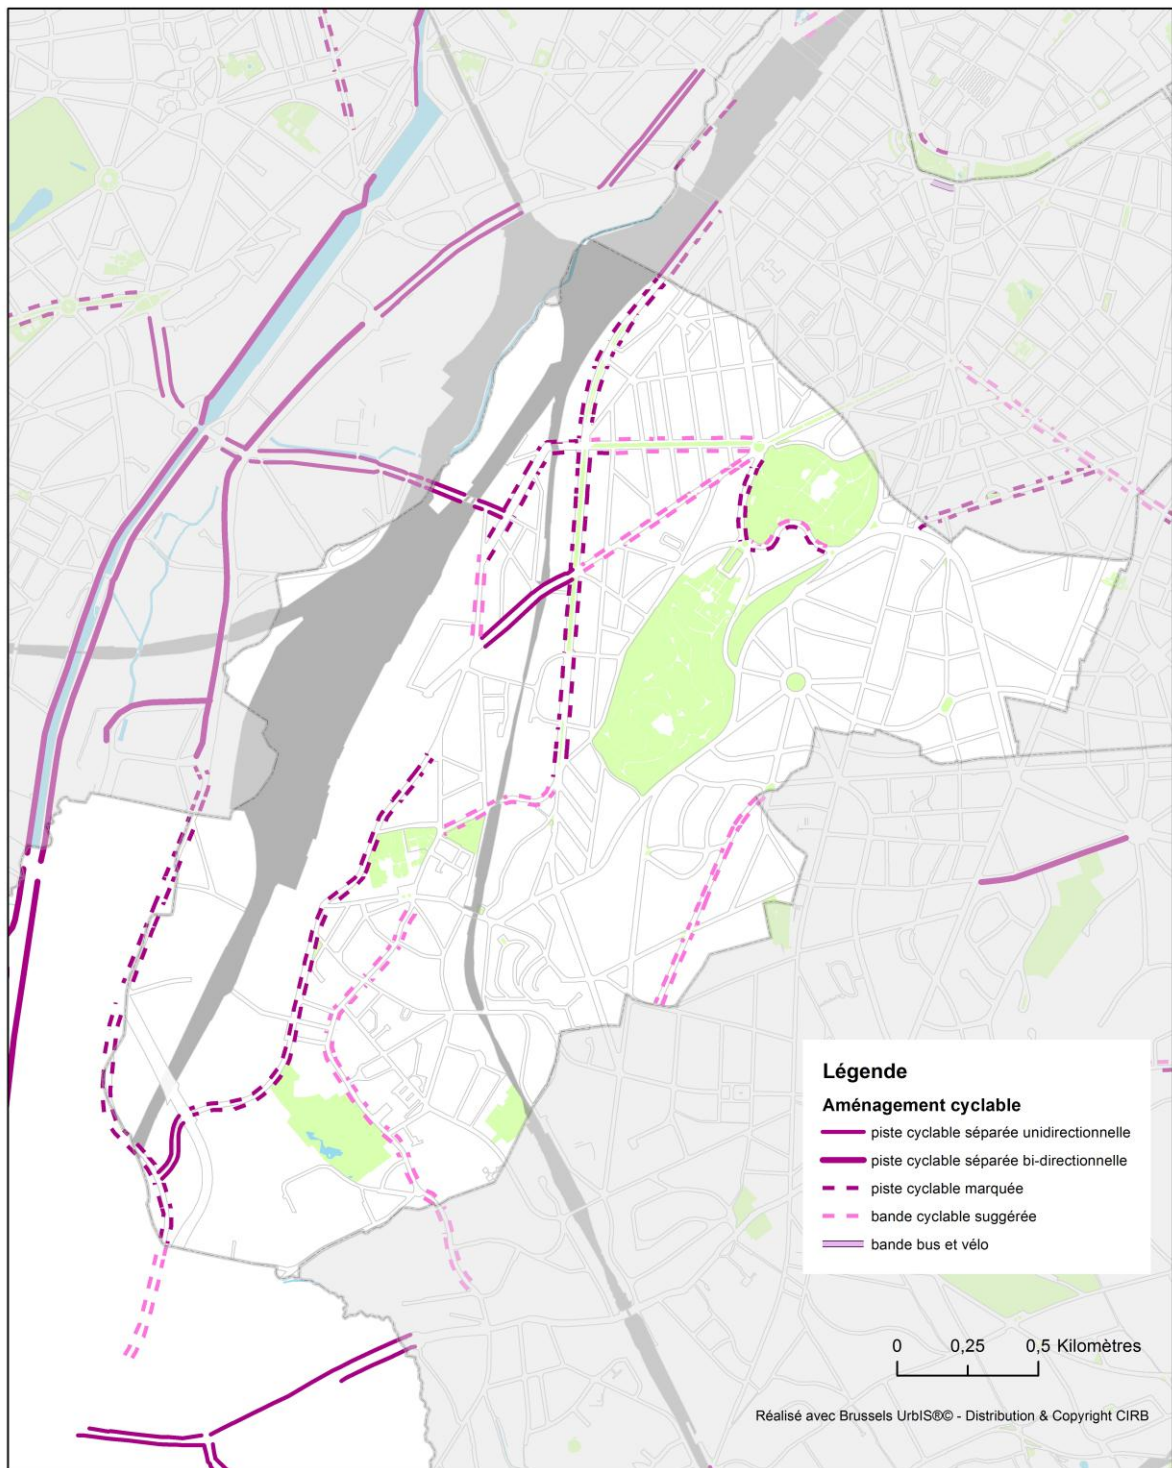 Légende
Aménagement cyclable
piste cyclable séparée unidirectionnelle
piste cyclable séparée bi-directionnelle
piste cyclable marquée
bande cyclable suggérée
bande bus et vélo
0 0,25 0,5 Kilomètres
Réalisé avec Brussels UrbIS®© - Distribution & Copyright CIRB